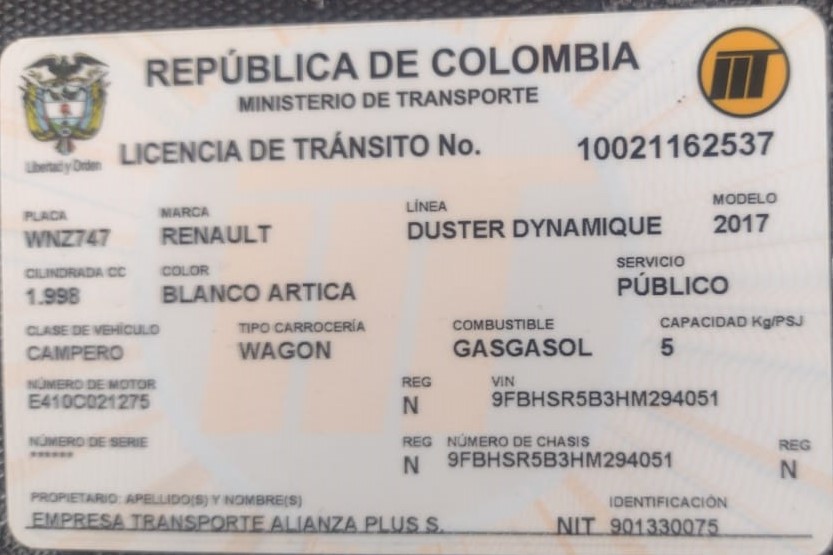 REPÚBLICA DE COLOMBIA
MINISTERIO DE TRANSPORTE
Libertad y Orden
LICENCIA DE TRÁNSITO No. 10021162537
PLACA MARCA LÍNEA MODELO
WNZ747 RENAULT DUSTER DYNAMIQUE 2017
CILINDRADA CC COLOR SERVICIO
1.998 BLANCO ARTICA PÚBLICO
CLASE DE VEHÍCULO TIPO CARROCERÍA COMBUSTIBLE CAPACIDAD Kg/PSJ
CAMPERO WAGON GASGASOL 5
NÚMERO DE MOTOR REG VIN
E410C021275 N 9FBHSR5B3HM294051
NÚMERO DE SERIE REG NÚMERO DE CHASIS REG
****** N 9FBHSR5B3HM294051 N
PROPIETARIO: APELLIDO(S) Y NOMBRE(S) IDENTIFICACIÓN
EMPRESA TRANSPORTE ALIANZA PLUS S. NIT 901330075